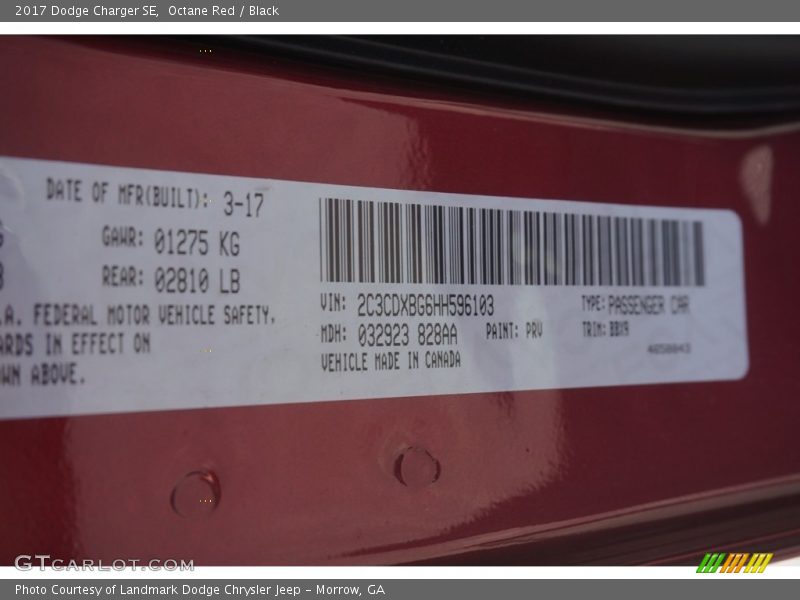 2017 Dodge Charger SE, Octane Red / Black
DATE OF MFR(BUILT): 3-17
GAWR: 01275 KG
REAR: 02810 LB
.A. FEDERAL MOTOR VEHICLE SAFETY.
ARDS IN EFFECT ON
WN ABOVE.
VIN: 2C3CDXBG6HH596103
TYPE: PASSENGER CAR
MDH: 032923 828AA PAINT: PRV
TRIM: BBX9
VEHICLE MADE IN CANADA
GTCARLOT.COM
Photo Courtesy of Landmark Dodge Chrysler Jeep – Morrow, GA